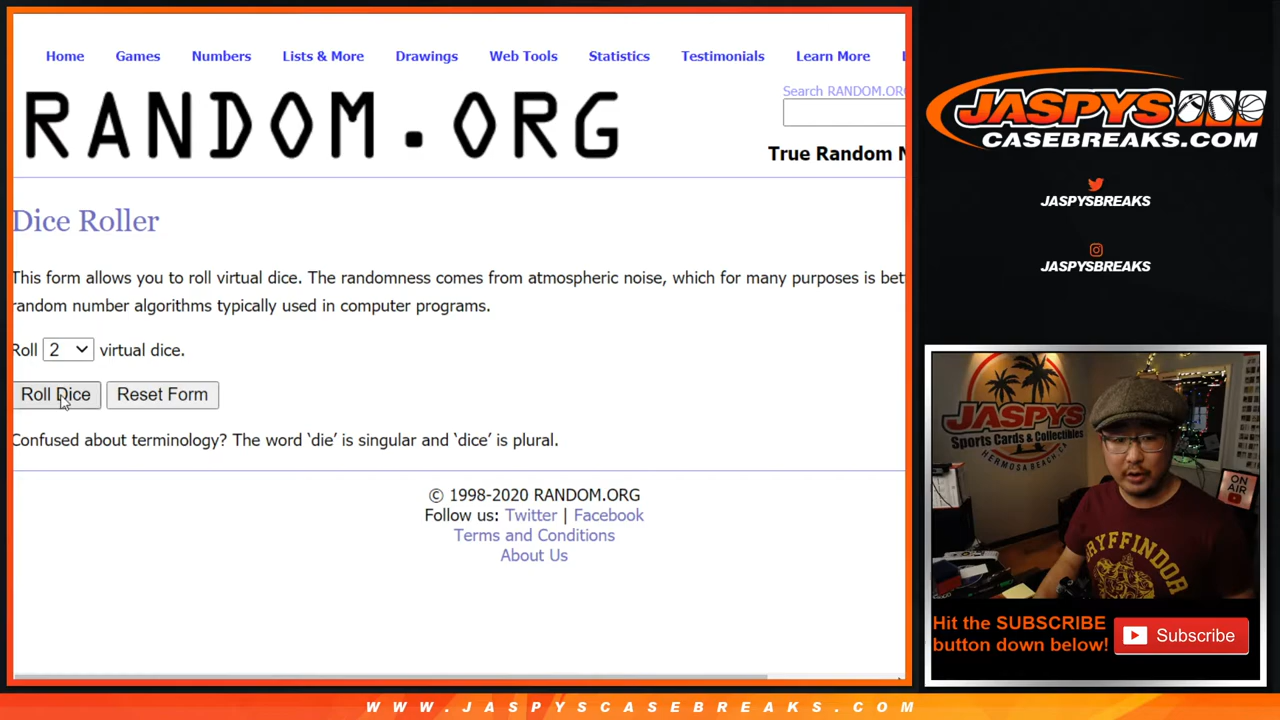 Home Games Numbers Lists & More Drawings Web Tools Statistics Testimonials Learn More
Search RANDOM.ORG
RANDOM.ORG
True Random N
Dice Roller
This form allows you to roll virtual dice. The randomness comes from atmospheric noise, which for many purposes is bet
random number algorithms typically used in computer programs.
Roll 2 virtual dice.
Roll Dice Reset Form
Confused about terminology? The word ‘die’ is singular and ‘dice’ is plural.
© 1998-2020 RANDOM.ORG
Follow us: Twitter | Facebook
Terms and Conditions
About Us
JASPYS
CASEBREAKS.COM
JASPYSBREAKS
JASPYSBREAKS
JASPYS
Sports Cards & Collectibles
HERMOSA BEACH, CA
ON AIR
GRYFFINDOR
Hit the SUBSCRIBE
button down below!
Subscribe
WWW.JASPYSCASEBREAKS.COM